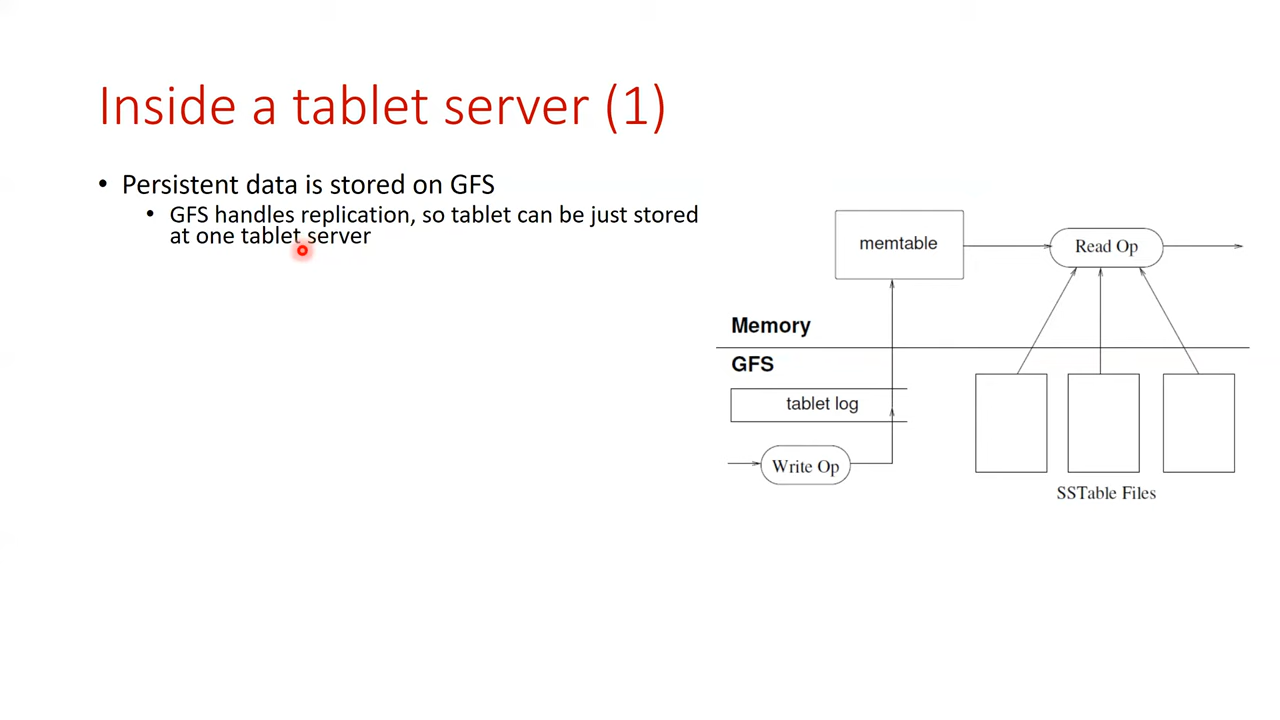 Inside a tablet server (1)
• Persistent data is stored on GFS
• GFS handles replication, so tablet can be just stored
at one tablet server
memtable
Read Op
Memory
GFS
tablet log
Write Op
SSTable Files